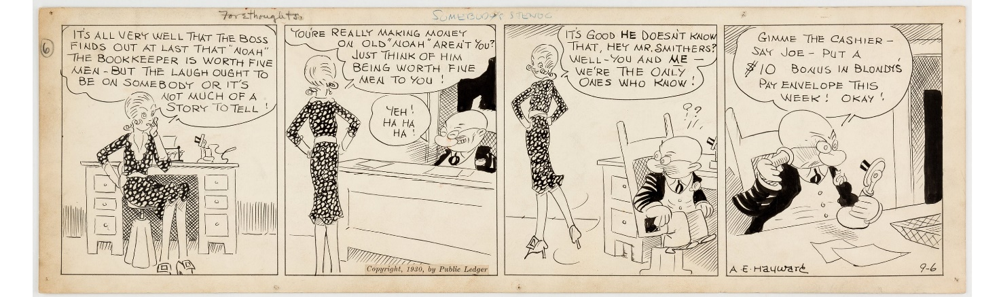 Forethoughts.
SOMEBODY'S STENOG
6
IT'S ALL VERY WELL THAT THE BOSS
FINDS OUT AT LAST THAT "NOAH"
THE BOOKKEEPER IS WORTH FIVE
MEN - BUT THE LAUGH OUGHT TO
BE ON SOMEBODY OR IT'S
NOT MUCH OF A
STORY TO TELL!
YOU'RE REALLY MAKING MONEY
ON OLD "NOAH" AREN'T YOU?
JUST THINK OF HIM
BEING WORTH FIVE
MEN TO YOU!
YEH!
HA HA
HA!
Copyright, 1930, by Public Ledger
IT'S GOOD HE DOESN'T KNOW
THAT, HEY MR. SMITHERS?
WELL - YOU AND ME -
WE'RE THE ONLY
ONES WHO KNOW!
??
GIMME THE CASHIER -
SAY JOE - PUT A
$10 BONUS IN BLONDY'S
PAY ENVELOPE THIS
WEEK! OKAY!
A.E. Hayward
9-6